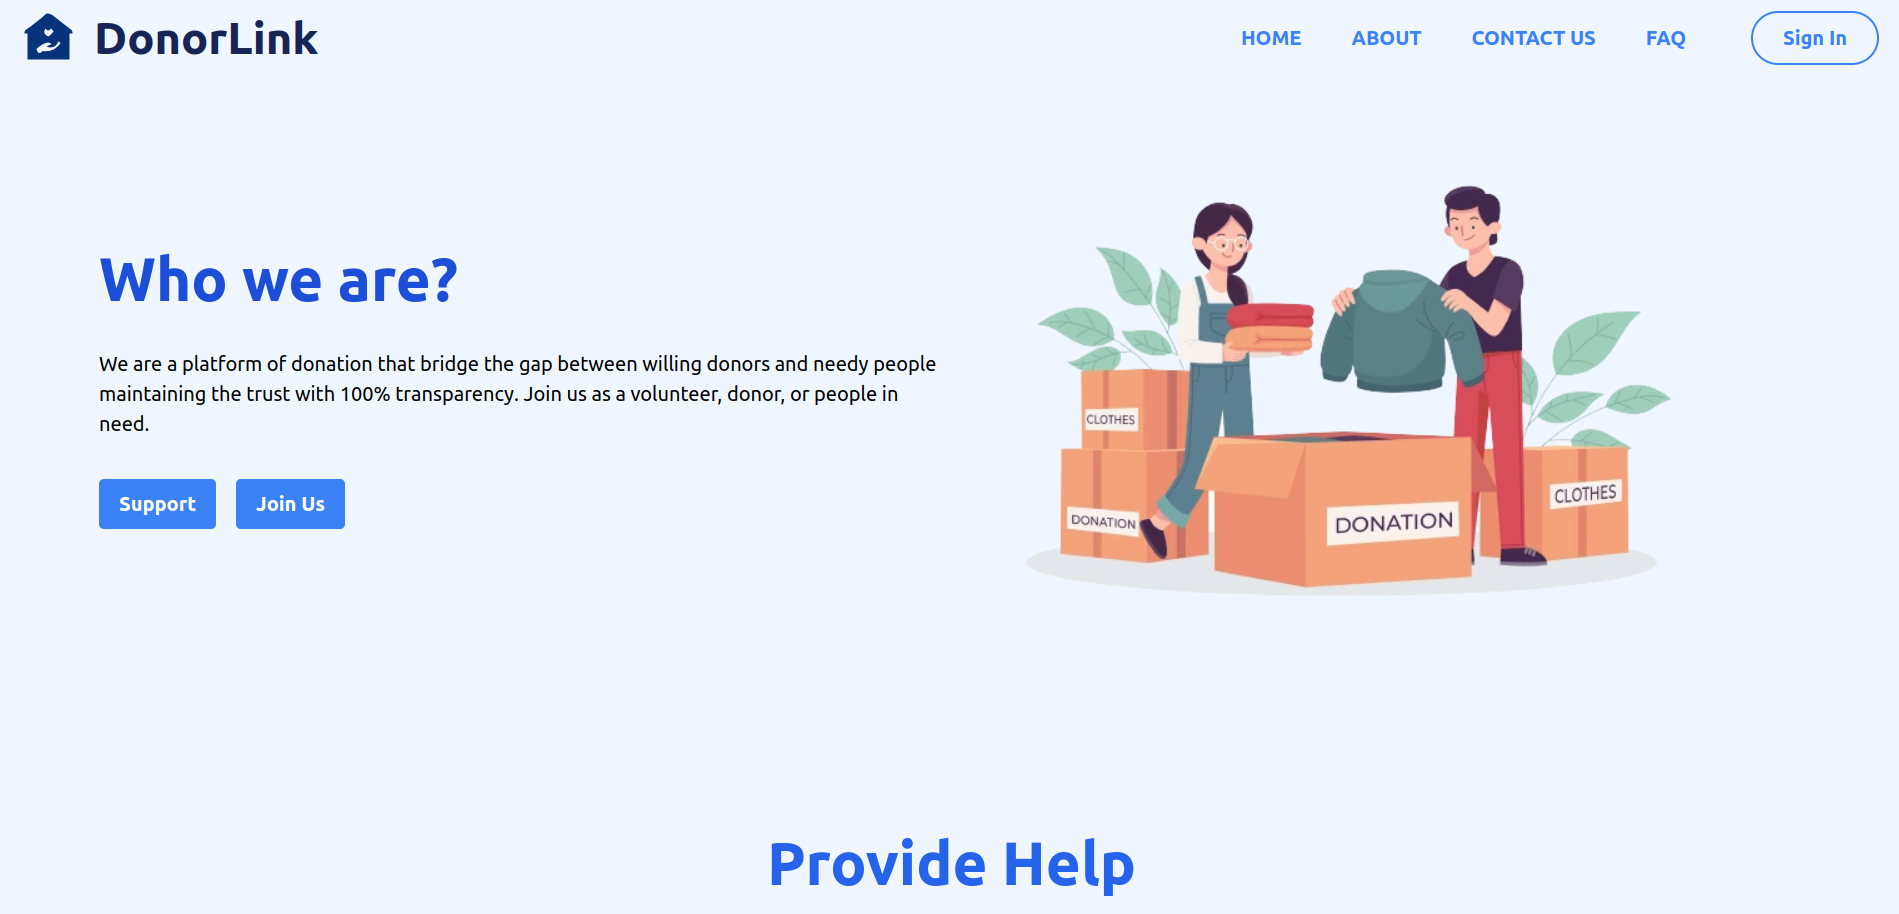 DonorLink
HOME
ABOUT
CONTACT US
FAQ
Sign In
Who we are?
We are a platform of donation that bridge the gap between willing donors and needy people
maintaining the trust with 100% transparency. Join us as a volunteer, donor, or people in
need.
Support
Join Us
CLOTHES
DONATION
DONATION
CLOTHES
Provide Help